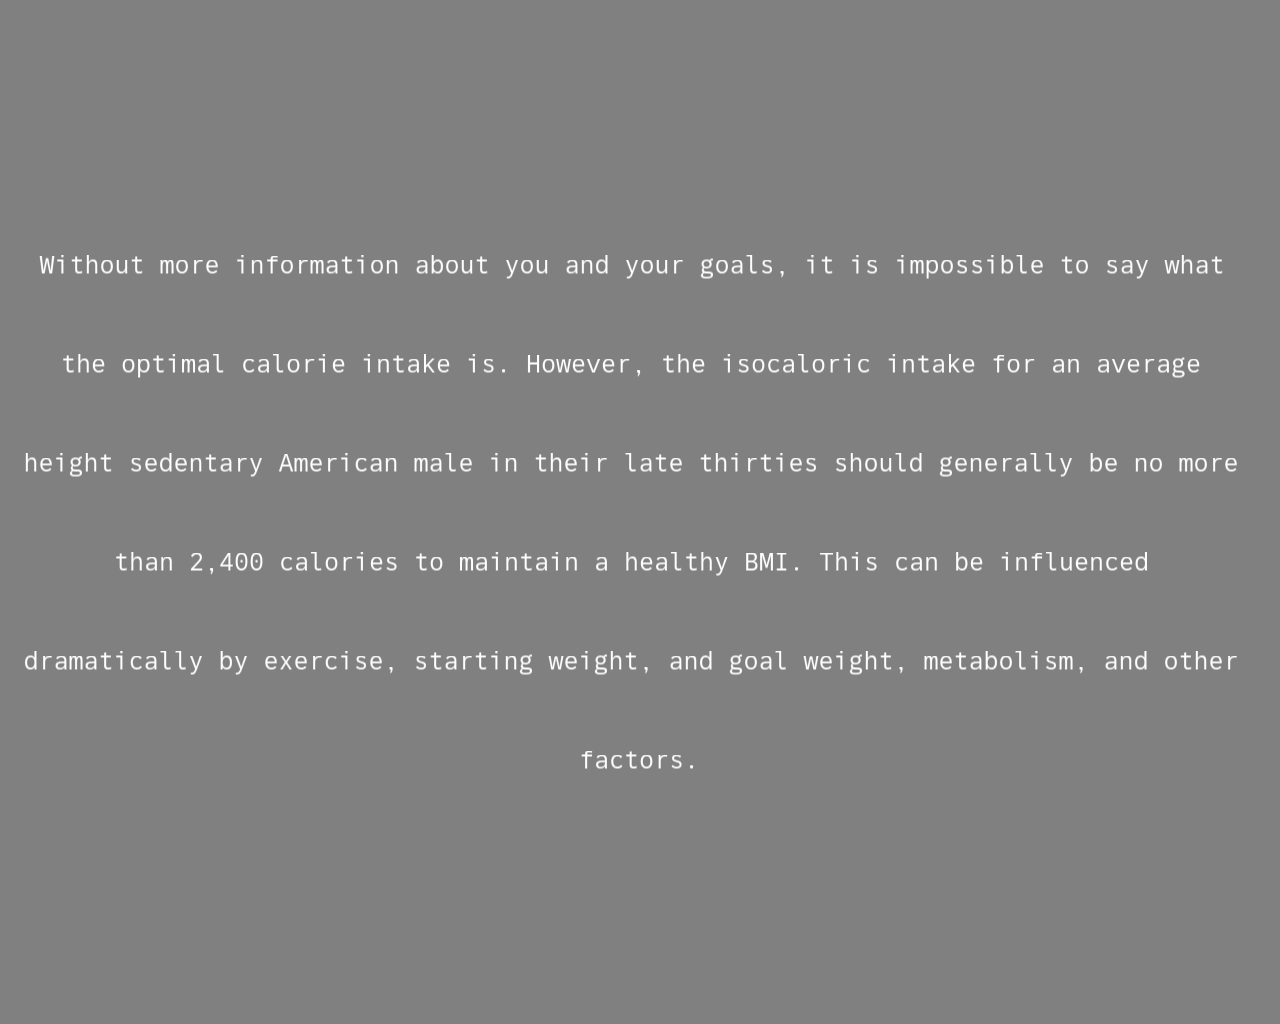 Without more information about you and your goals, it is impossible to say what
the optimal calorie intake is. However, the isocaloric intake for an average
height sedentary American male in their late thirties should generally be no more
than 2,400 calories to maintain a healthy BMI. This can be influenced
dramatically by exercise, starting weight, and goal weight, metabolism, and other
factors.